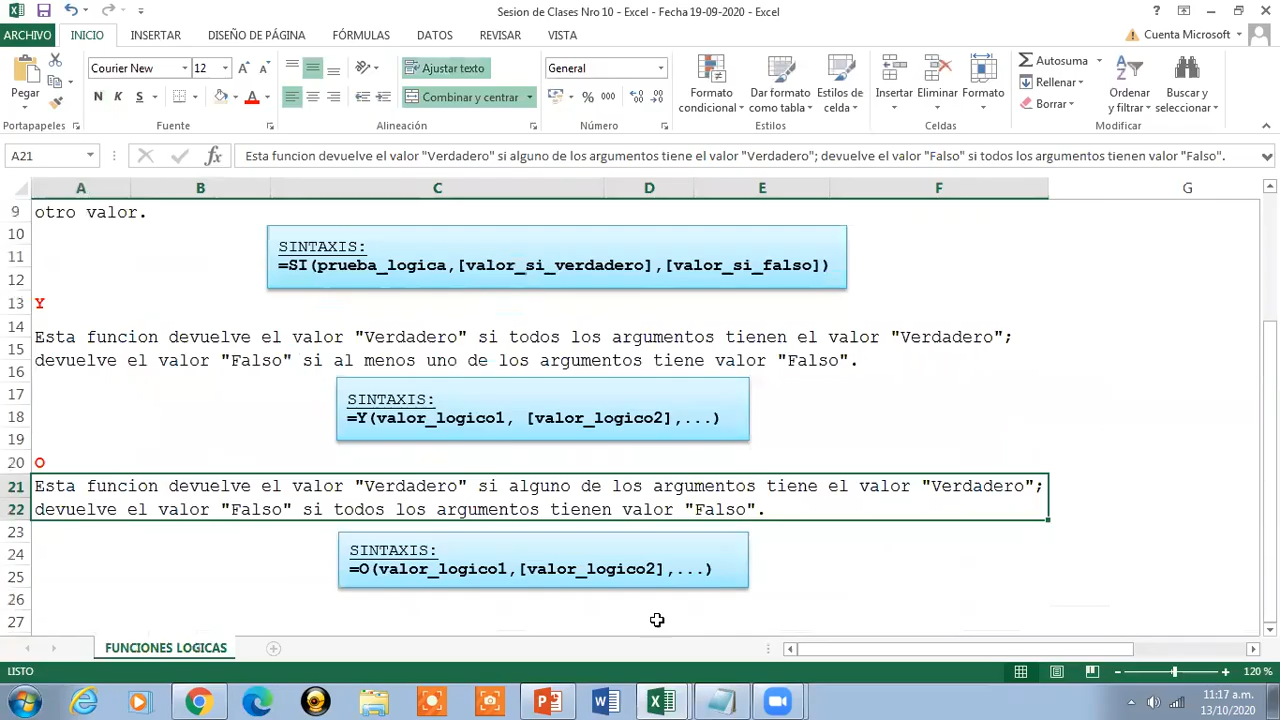 Sesion de Clases Nro 10 - Excel - Fecha 19-09-2020 - Excel
ARCHIVO INICIO INSERTAR DISEÑO DE PÁGINA FÓRMULAS DATOS REVISAR VISTA Cuenta Microsoft
Courier New 12 Ajustar texto General Autosuma
Pegar Formato condicional Dar formato como tabla Estilos de celda Insertar Eliminar Formato Rellenar Ordenar y filtrar Buscar y seleccionar
N K S A Combinar y centrar % 000 Borrar
Portapapeles Fuente Alineación Número Estilos Celdas Modificar
A21 fx Esta funcion devuelve el valor "Verdadero" si alguno de los argumentos tiene el valor "Verdadero"; devuelve el valor "Falso" si todos los argumentos tienen valor "Falso".
A B C D E F G
9 otro valor.
10 SINTAXIS:
11 =SI(prueba_logica,[valor_si_verdadero],[valor_si_falso])
12
13 Y
14 Esta funcion devuelve el valor "Verdadero" si todos los argumentos tienen el valor "Verdadero";
15 devuelve el valor "Falso" si al menos uno de los argumentos tiene valor "Falso".
16
17 SINTAXIS:
18 =Y(valor_logico1, [valor_logico2],...)
19
20 O
21 Esta funcion devuelve el valor "Verdadero" si alguno de los argumentos tiene el valor "Verdadero";
22 devuelve el valor "Falso" si todos los argumentos tienen valor "Falso".
23
24 SINTAXIS:
25 =O(valor_logico1,[valor_logico2],...)
26
27
FUNCIONES LOGICAS
LISTO 120 %
11:17 a.m.
13/10/2020